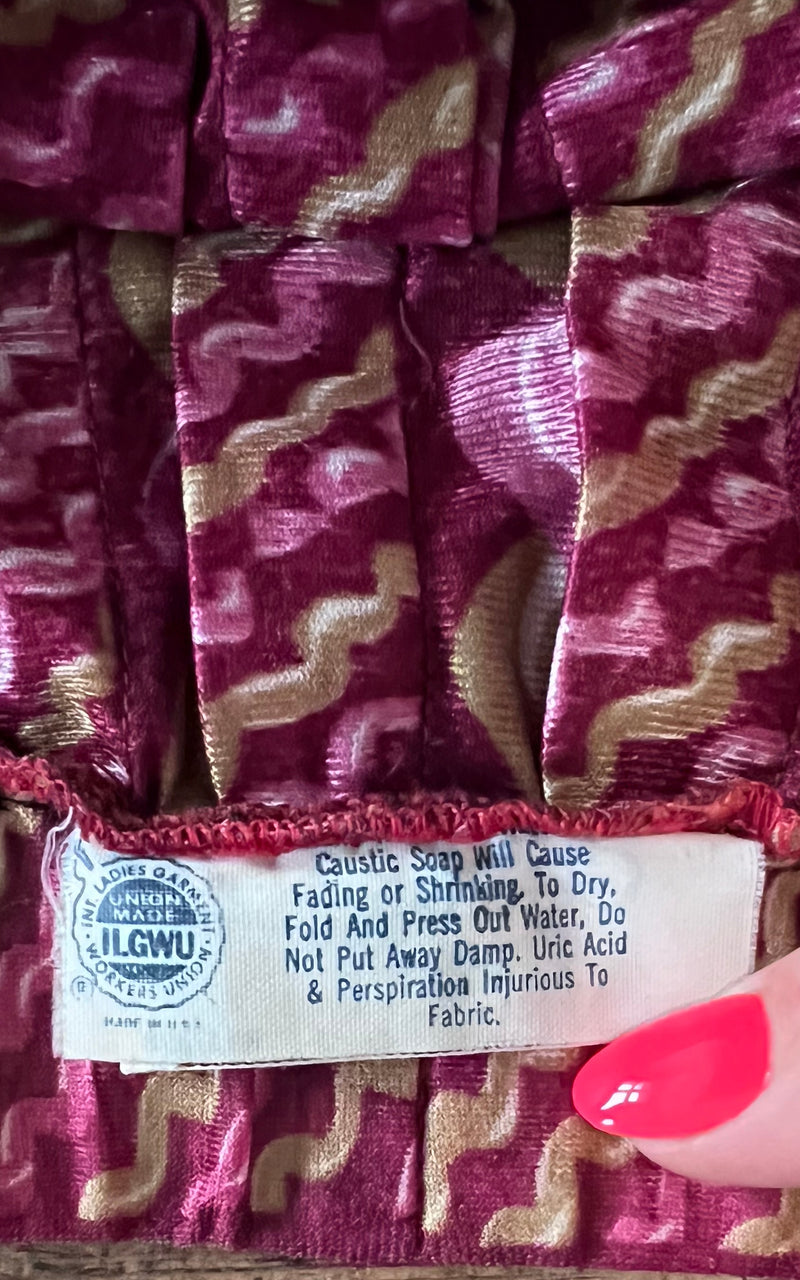 Caustic Soap Will Cause
Fading or Shrinking. To Dry,
Fold And Press Out Water, Do
Not Put Away Damp. Uric Acid
& Perspiration Injurious To
Fabric.
INT. LADIES GARMENT WORKERS UNION
UNION
MADE
ILGWU
®